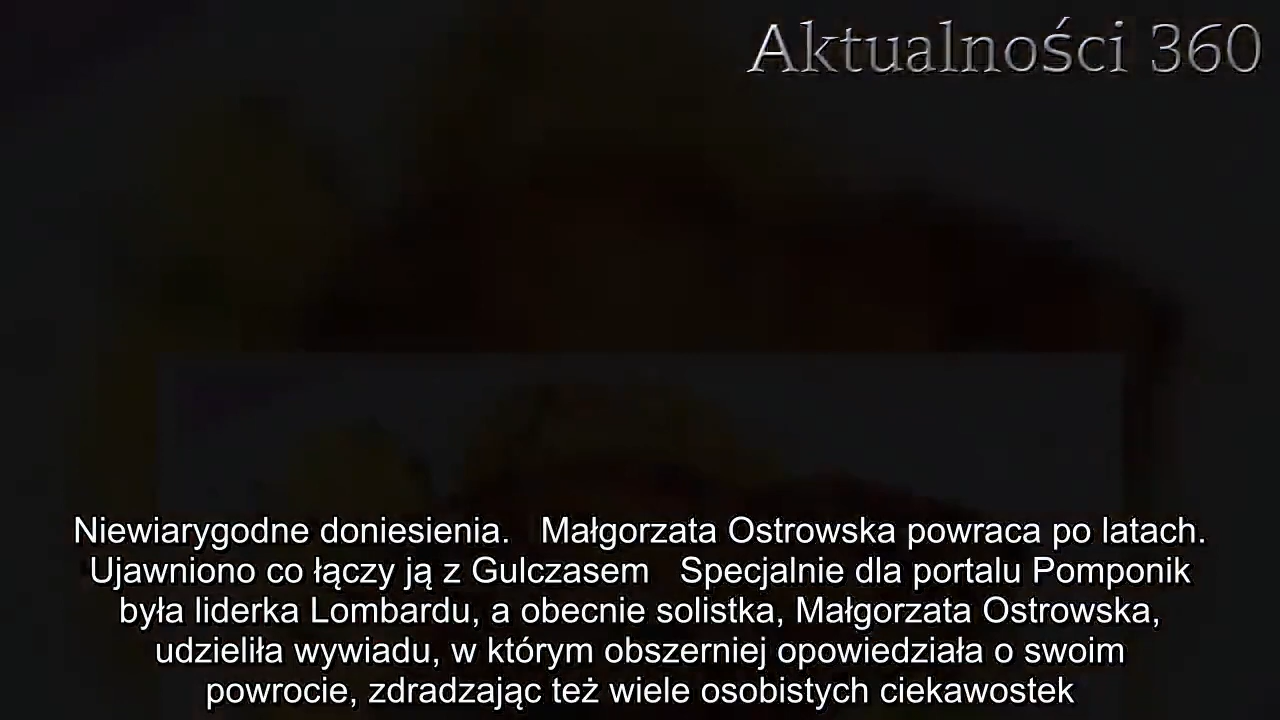 Aktualności 360
Niewiarygodne doniesienia.   Małgorzata Ostrowska powraca po latach.
Ujawniono co łączy ją z Gulczasem   Specjalnie dla portalu Pomponik
była liderka Lombardu, a obecnie solistka, Małgorzata Ostrowska,
udzieliła wywiadu, w którym obszerniej opowiedziała o swoim
powrocie, zdradzając też wiele osobistych ciekawostek